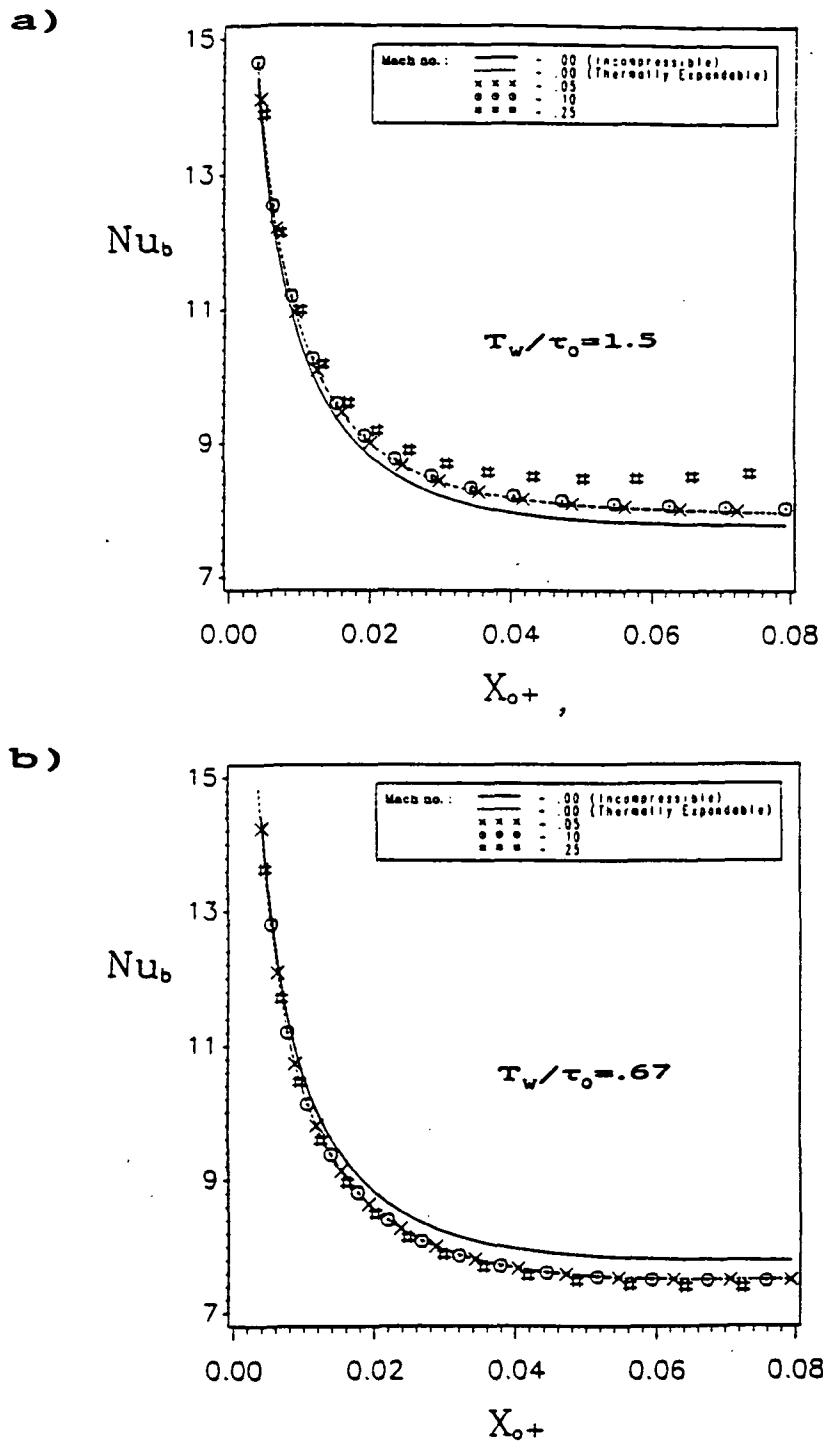 a)
15
13
11
9
7
Nu_b
Mach no.: - .00 (Incompressible)
- .00 (Thermally Expandable)
× × × - .05
⊙ ⊙ ⊙ - .10
# # # - .25
T_w/τ_o=1.5
0.00 0.02 0.04 0.06 0.08
X_o+ ,
b)
15
13
11
9
7
Nu_b
Mach no.: - .00 (Incompressible)
- .00 (Thermally Expandable)
× × × - .05
⊙ ⊙ ⊙ - .10
# # # - .25
T_w/τ_o=.67
0.00 0.02 0.04 0.06 0.08
X_o+